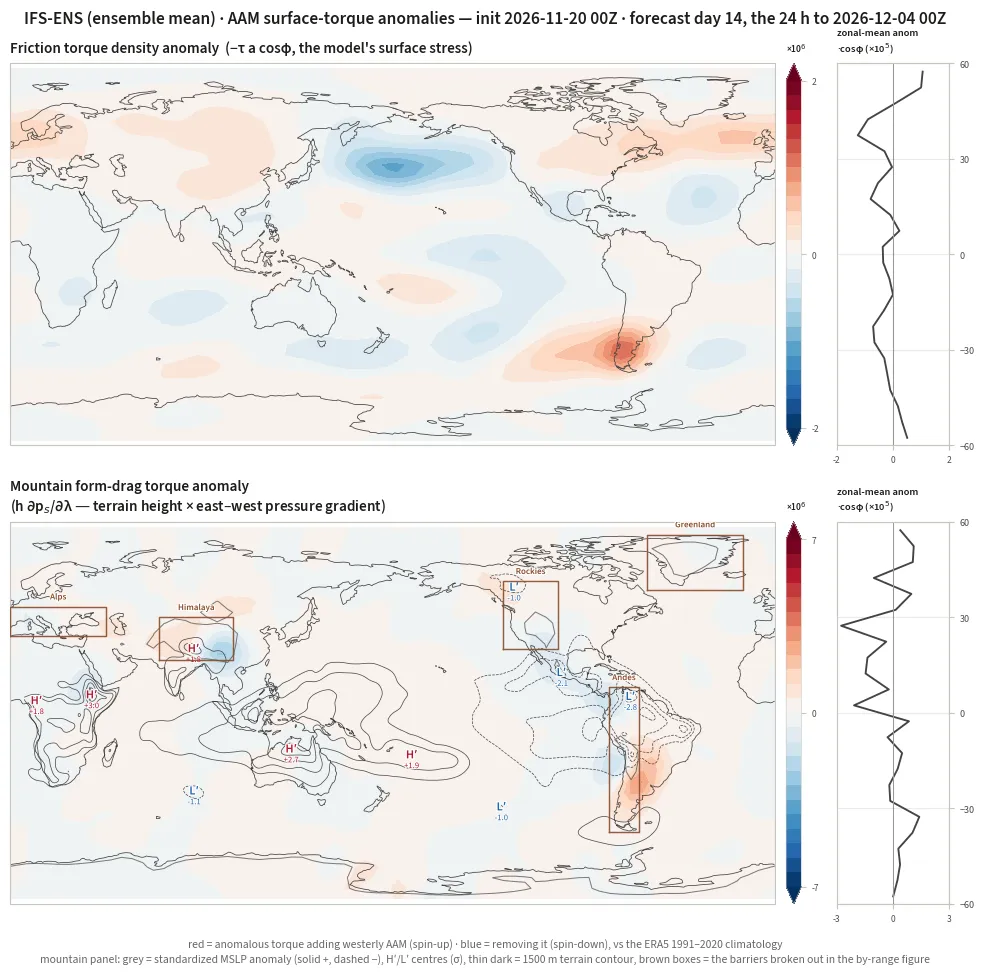 IFS-ENS (ensemble mean) · AAM surface-torque anomalies — init 2026-11-20 00Z · forecast day 14, the 24 h to 2026-12-04 00Z
Friction torque density anomaly (−τ a cosφ, the model's surface stress)
×10⁶
zonal-mean anom
·cosφ (×10⁵)
2
0
-2
60
30
0
−30
−60
-2
0
2
Mountain form-drag torque anomaly
(h ∂pₛ/∂λ — terrain height × east–west pressure gradient)
×10⁶
zonal-mean anom
·cosφ (×10⁵)
Greenland
Rockies
L'
-1.0
Alps
Himalaya
H'
+1.8
L'
-2.1
Andes
H'
+1.8
H'
+3.0
L'
-2.8
H'
+2.7
H'
+1.9
L'
-1.1
L'
-1.0
7
0
-7
60
30
0
−30
−60
-3
0
3
red = anomalous torque adding westerly AAM (spin-up) · blue = removing it (spin-down), vs the ERA5 1991–2020 climatology
mountain panel: grey = standardized MSLP anomaly (solid +, dashed –), H'/L' centres (σ), thin dark = 1500 m terrain contour, brown boxes = the barriers broken out in the by-range figure